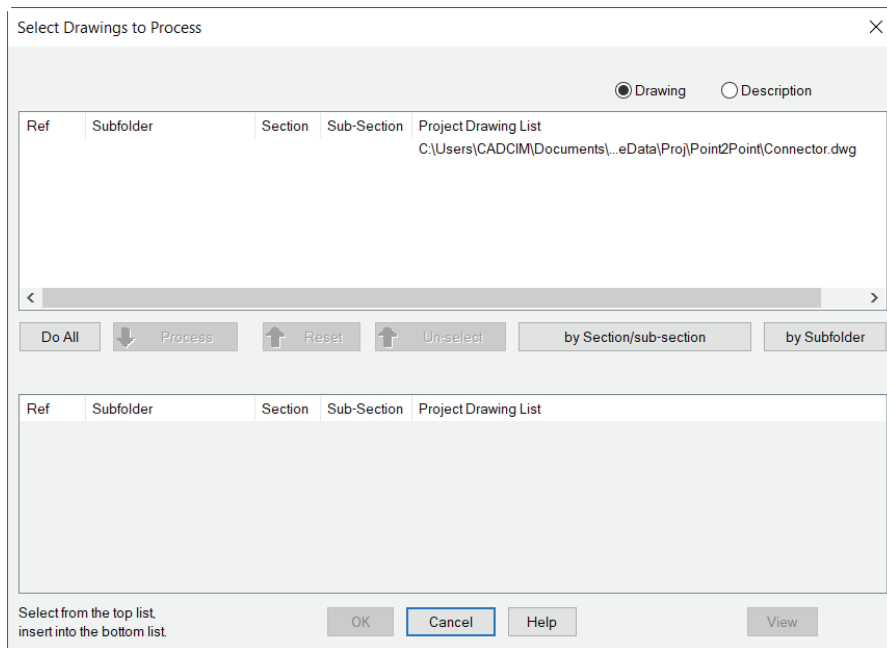 Select Drawings to Process
Drawing Description
Ref Subfolder Section Sub-Section Project Drawing List
C:\Users\CADCIM\Documents\...eData\Proj\Point2Point\Connector.dwg
Do All Process Reset Un-select by Section/sub-section by Subfolder
Ref Subfolder Section Sub-Section Project Drawing List
Select from the top list,
insert into the bottom list.
OK Cancel Help View